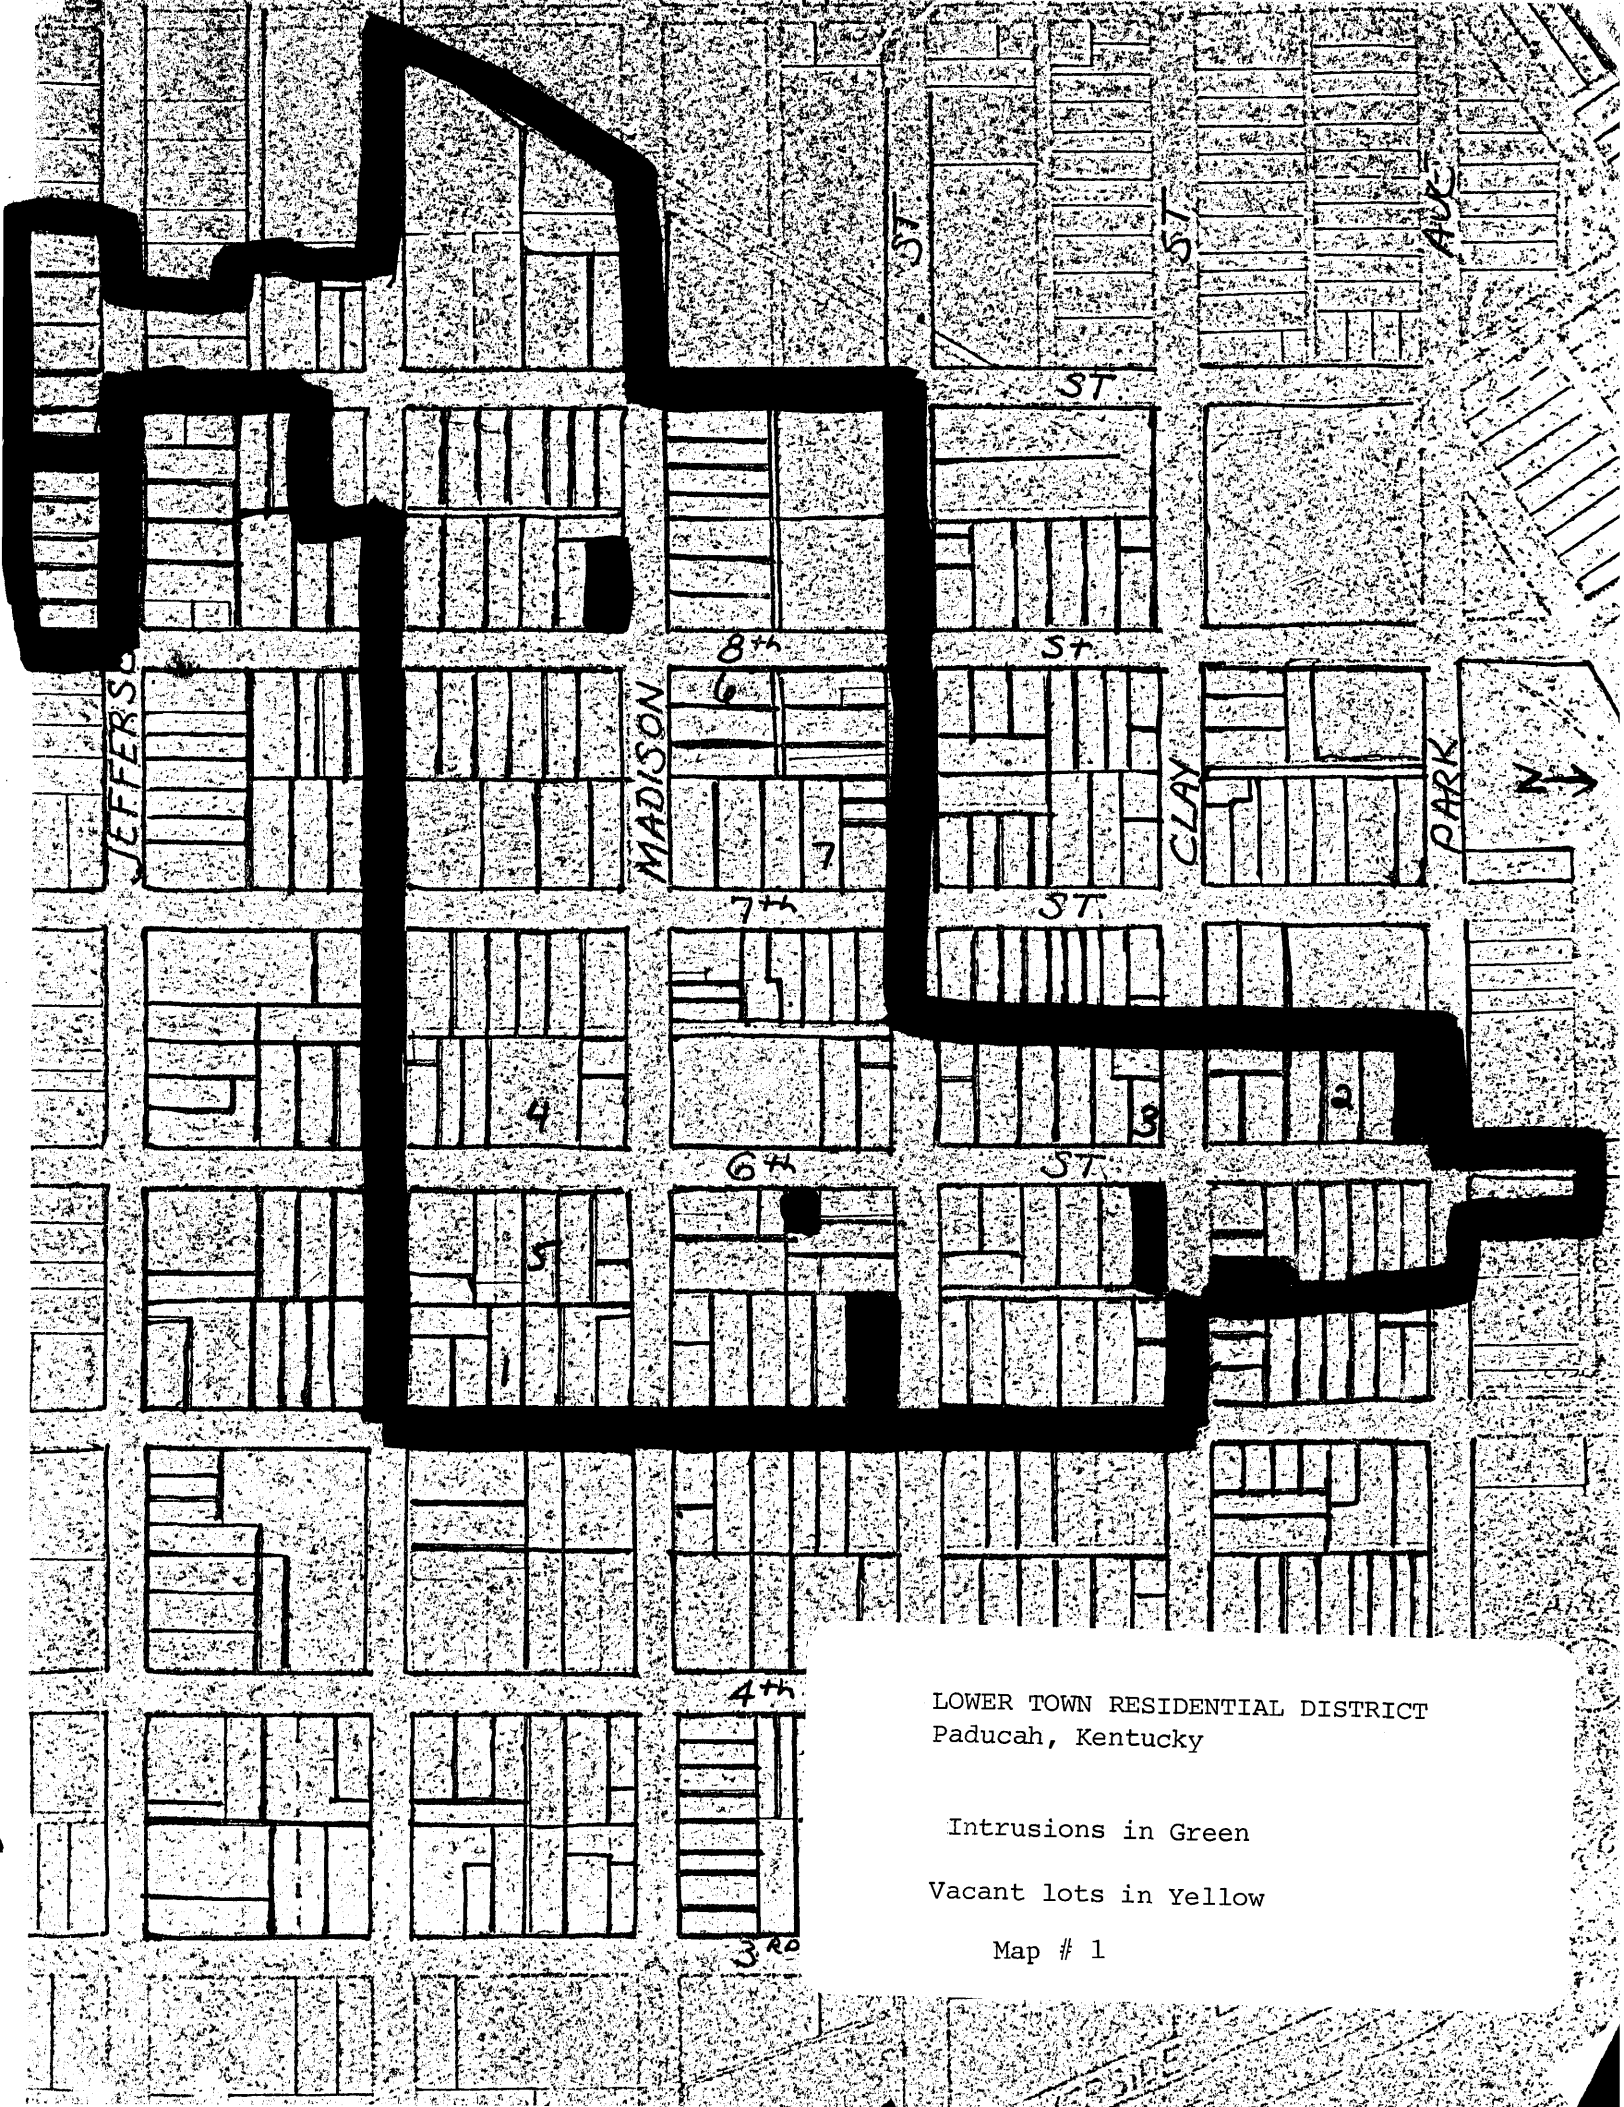 ST
ST
AVE
ST
8th
St
JEFFERSO
MADISON
6
CLAY
PARK
N
7
7th
ST
4
3
2
6th
ST
5
1
LOWER TOWN RESIDENTIAL DISTRICT
4th
Paducah, Kentucky
Intrusions in Green
Vacant lots in Yellow
3RD
Map # 1